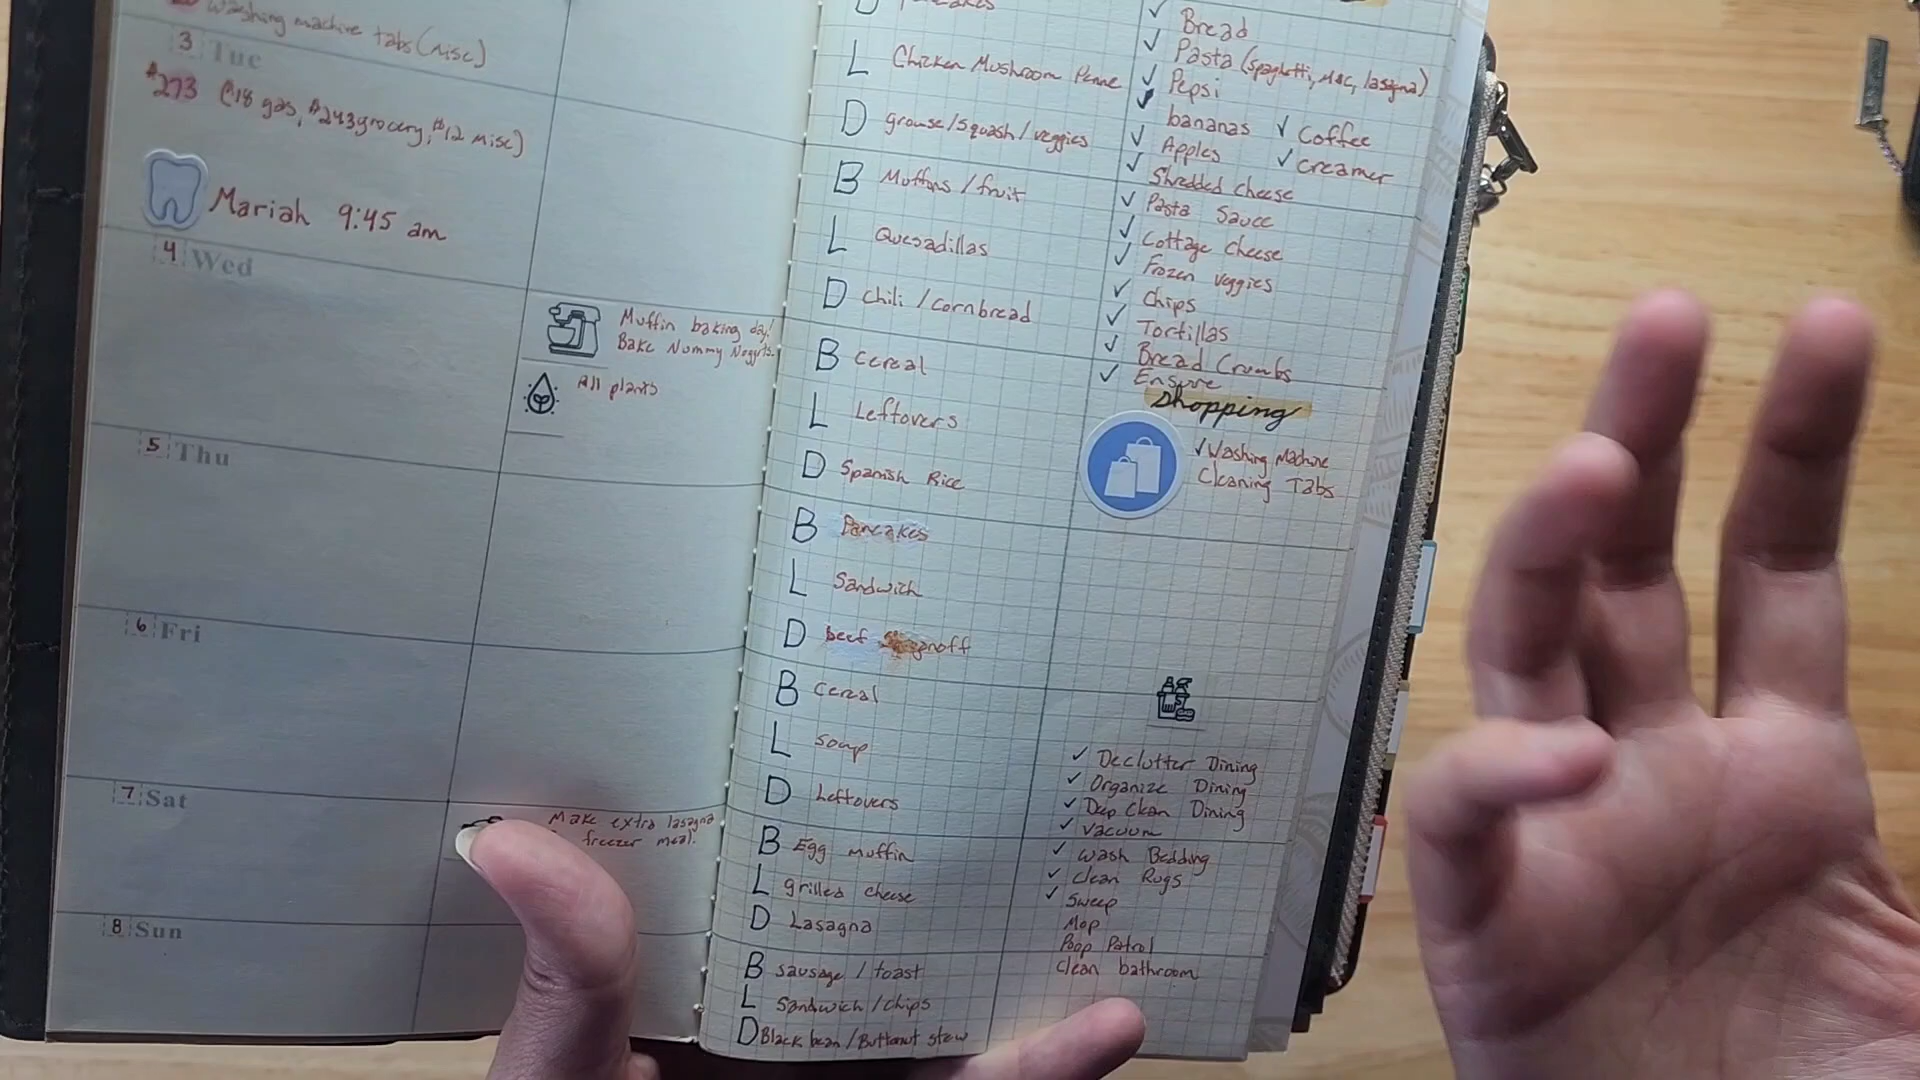 Washing machine tabs (misc)
3 Tue
$273 ($18 gas, $243 grocery, $12 misc)
Mariah 9:45 am
4 Wed
Muffin baking day!
Bake Nummy Noggts.
All plants
5 Thu
6 Fri
7 Sat
Make extra lasagna
freezer meal.
8 Sun
D pancakes
L Chicken Mushroom Penne
D grouse/squash/veggies
B Muffins / fruit
L Quesadillas
D Chili / cornbread
B Cereal
L Leftovers
D Spanish Rice
B Pancakes
L Sandwich
D beef noff
B Cereal
L Soup
D Leftovers
B Egg muffin
L grilled cheese
D Lasagna
B sausage / toast
L Sandwich / chips
D Black bean / Butternut stew
✓ Bread
✓ Pasta (spaghetti, M&C, lasagna)
✓ Pepsi
✓ bananas ✓ Coffee
✓ Apples ✓ Creamer
✓ Shredded cheese
✓ Pasta Sauce
✓ Cottage Cheese
✓ Frozen veggies
✓ Chips
✓ Tortillas
✓ Bread Crumbs
✓ Ensure
Shopping
✓ Washing Machine
Cleaning Tabs
✓ Declutter Dining
✓ Organize Dining
✓ Deep Clean Dining
✓ Vacuum
✓ Wash Bedding
✓ Clean Rugs
✓ Sweep
Mop
Poop Patrol
Clean bathroom